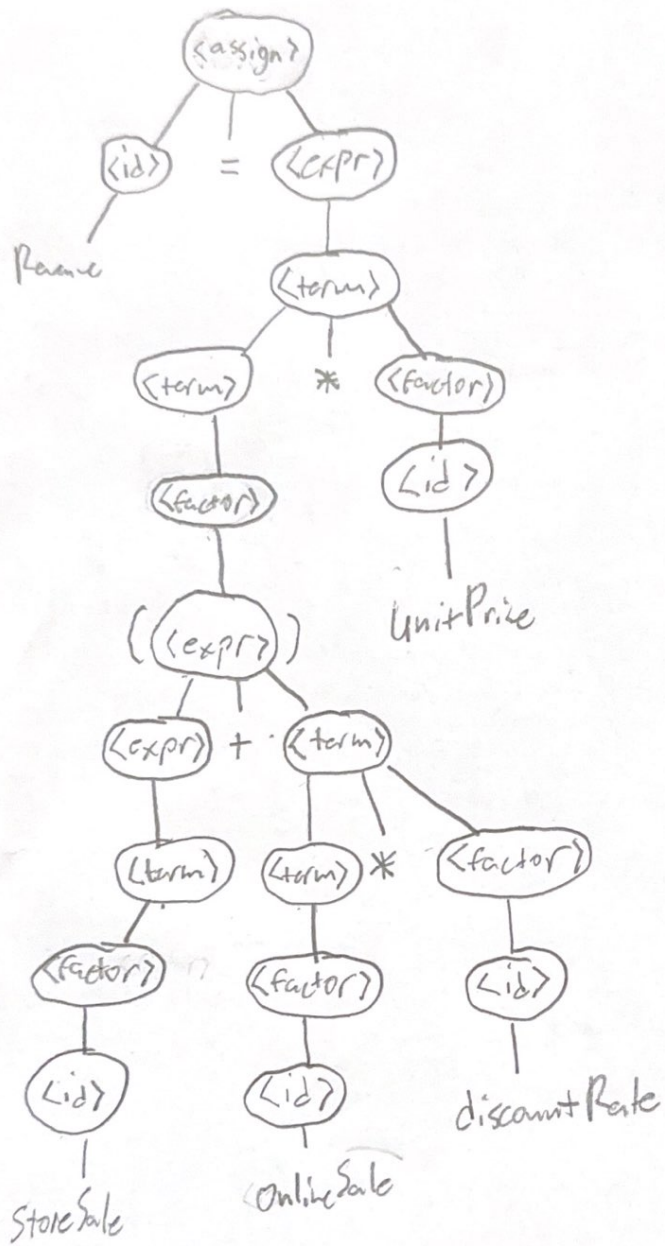 <assign>
<id> = <expr>
<term>
<term> * <factor>
<factor> <id>
UnitPrice
( <expr> )
<expr> + <term>
<term> <term> * <factor>
<factor> <factor> <id>
<id> <id> discountRate
StoreSale OnlineSale